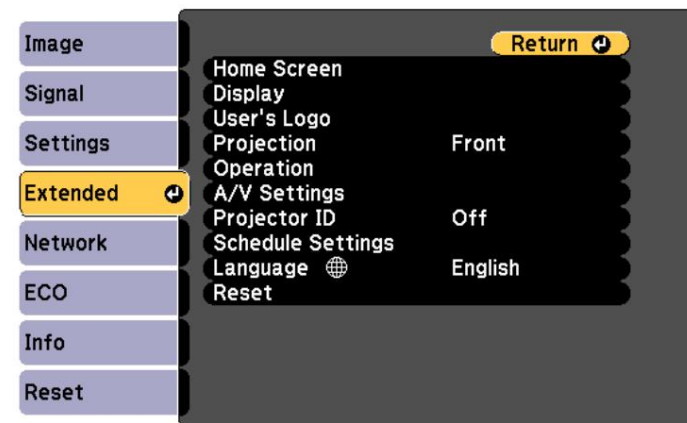 Image
Signal
Settings
Extended
Network
ECO
Info
Reset
Return
Home Screen
Display
User's Logo
Projection Front
Operation
A/V Settings
Projector ID Off
Schedule Settings
Language English
Reset